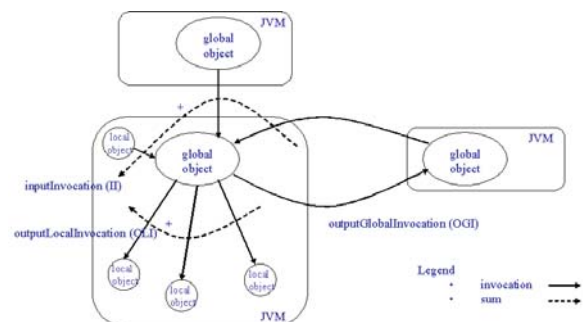 JVM
global
object
+
local
object
global
object
JVM
global
object
inputInvocation (II)
+
outputLocalInvocation (OLI)
outputGlobalInvocation (OGI)
local
object
local
object
local
object
JVM
Legend
• invocation
• sum